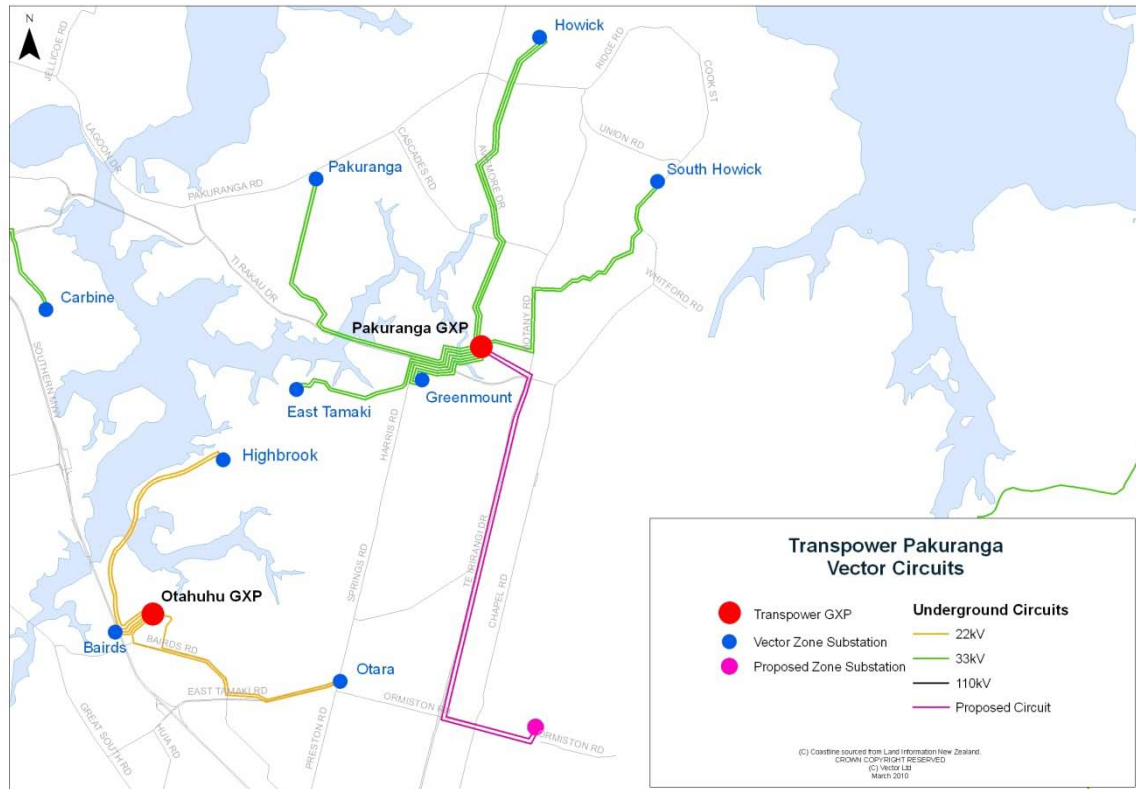 N
Howick
JELLICOE RD
RIDGE RD
COOK ST
LAGOON DR
CASCADES RD
UNION RD
AVIEMORE DR
Pakuranga
South Howick
PAKURANGA RD
TI RAKAU DR
WHITFORD RD
Carbine
Pakuranga GXP
BOTANY RD
SOUTHERN MWY
East Tamaki
Greenmount
HARRIS RD
Highbrook
TE IRIRANGI DR
CHAPEL RD
SPRINGS RD
Otahuhu GXP
Bairds
BAIRDS RD
Otara
EAST TAMAKI RD
ORMISTON RD
ORMISTON RD
GREAT SOUTH RD
HUIA RD
PRESTON RD
Transpower Pakuranga
Vector Circuits
Transpower GXP
Vector Zone Substation
Proposed Zone Substation
Underground Circuits
22kV
33kV
110kV
Proposed Circuit
(C) Coastline sourced from Land Information New Zealand.
CROWN COPYRIGHT RESERVED
(C) Vector Ltd
March 2010